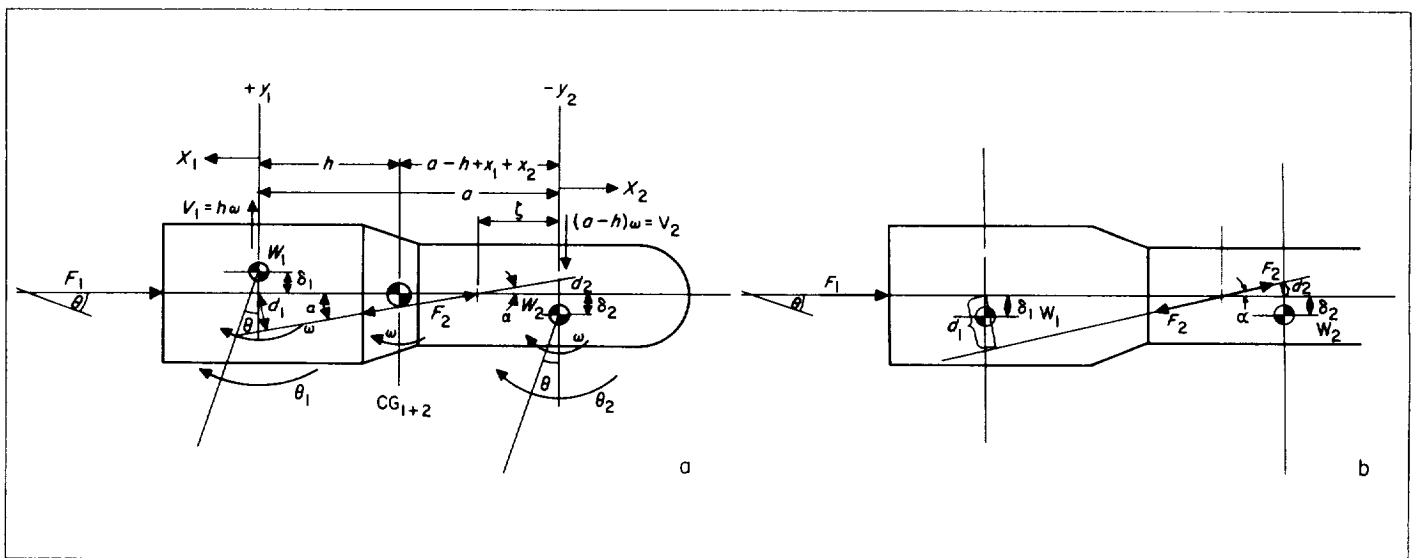 +y₁
-y₂
X₁
h
a-h+x₁+x₂
a
X₂
V₁=hω
ζ
(a-h)ω=V₂
W₁
δ₁
F₁
θ
d₁
α
F₂
α
d₂
W₂
δ₂
θ
ω
ω
ω
θ
θ₁
CG₁₊₂
θ₂
a
θ
F₁
d₁
δ₁
W₁
F₂
F₂
α
d₂
δ₂
W₂
b